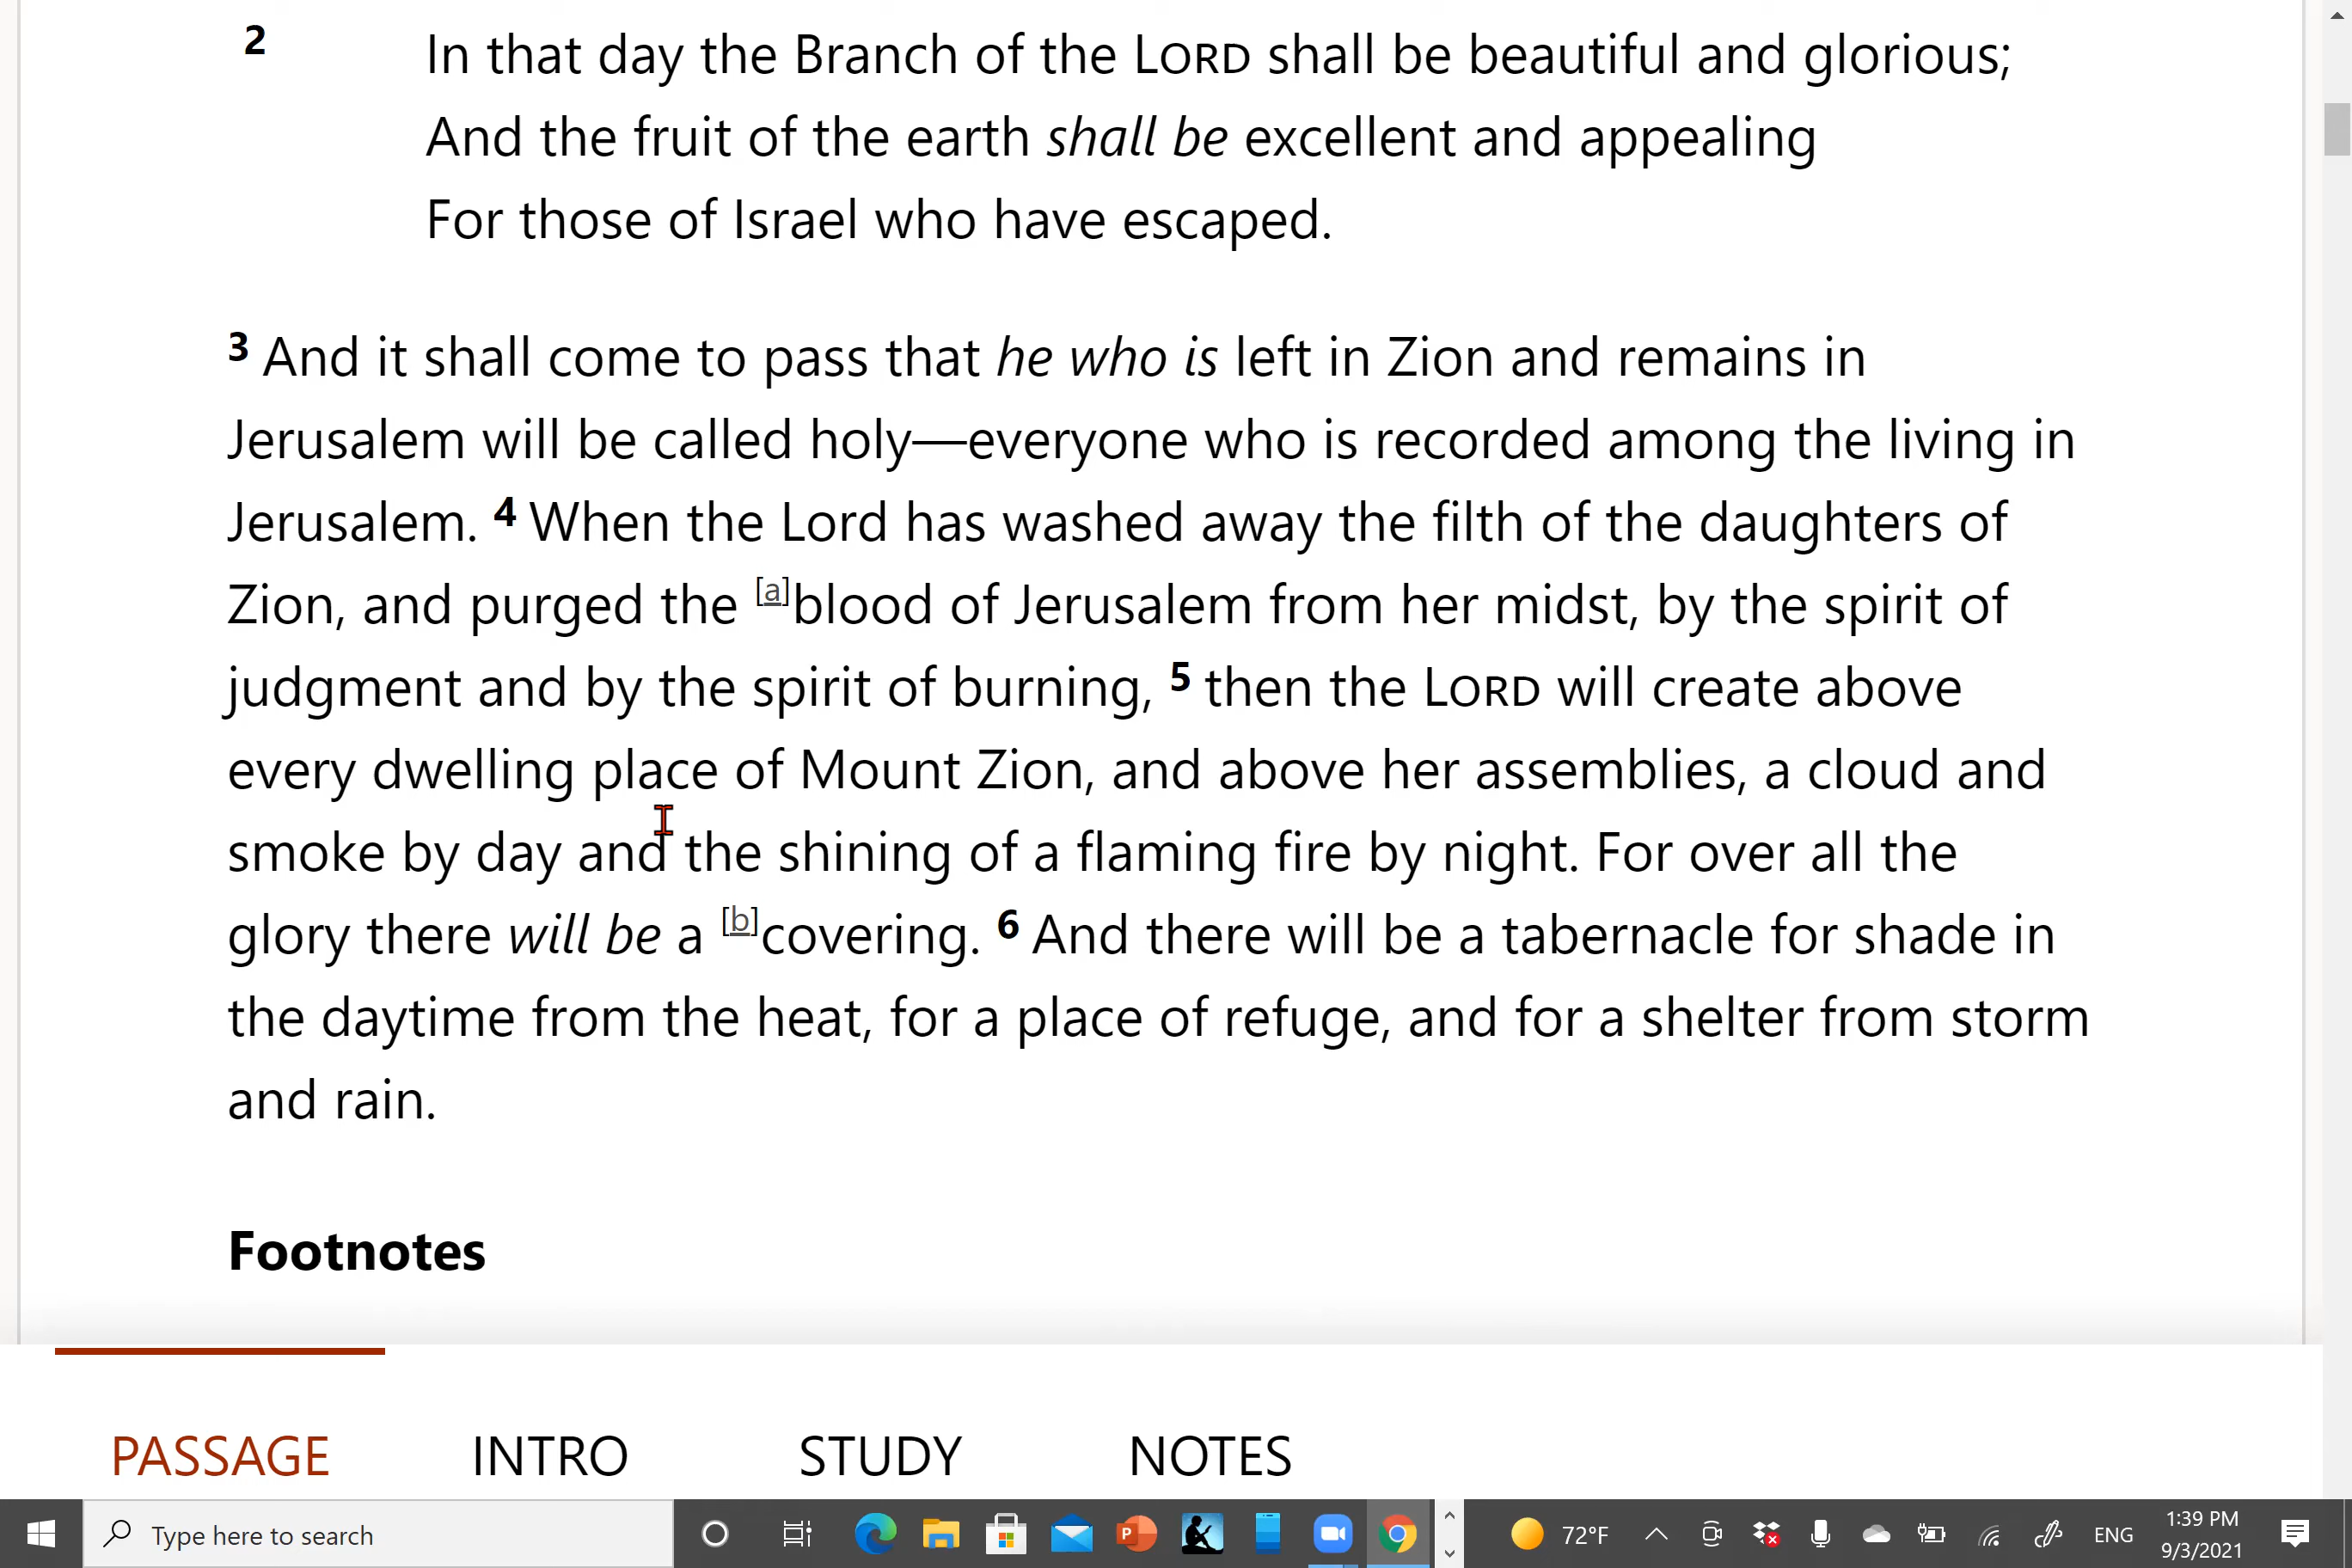 2 In that day the Branch of the LORD shall be beautiful and glorious;
And the fruit of the earth shall be excellent and appealing
For those of Israel who have escaped.
3 And it shall come to pass that he who is left in Zion and remains in
Jerusalem will be called holy—everyone who is recorded among the living in
Jerusalem. 4 When the Lord has washed away the filth of the daughters of
Zion, and purged the [a]blood of Jerusalem from her midst, by the spirit of
judgment and by the spirit of burning, 5 then the LORD will create above
every dwelling place of Mount Zion, and above her assemblies, a cloud and
smoke by day and the shining of a flaming fire by night. For over all the
glory there will be a [b]covering. 6 And there will be a tabernacle for shade in
the daytime from the heat, for a place of refuge, and for a shelter from storm
and rain.
Footnotes
PASSAGE INTRO STUDY NOTES
Type here to search P 72°F ENG 1:39 PM
9/3/2021